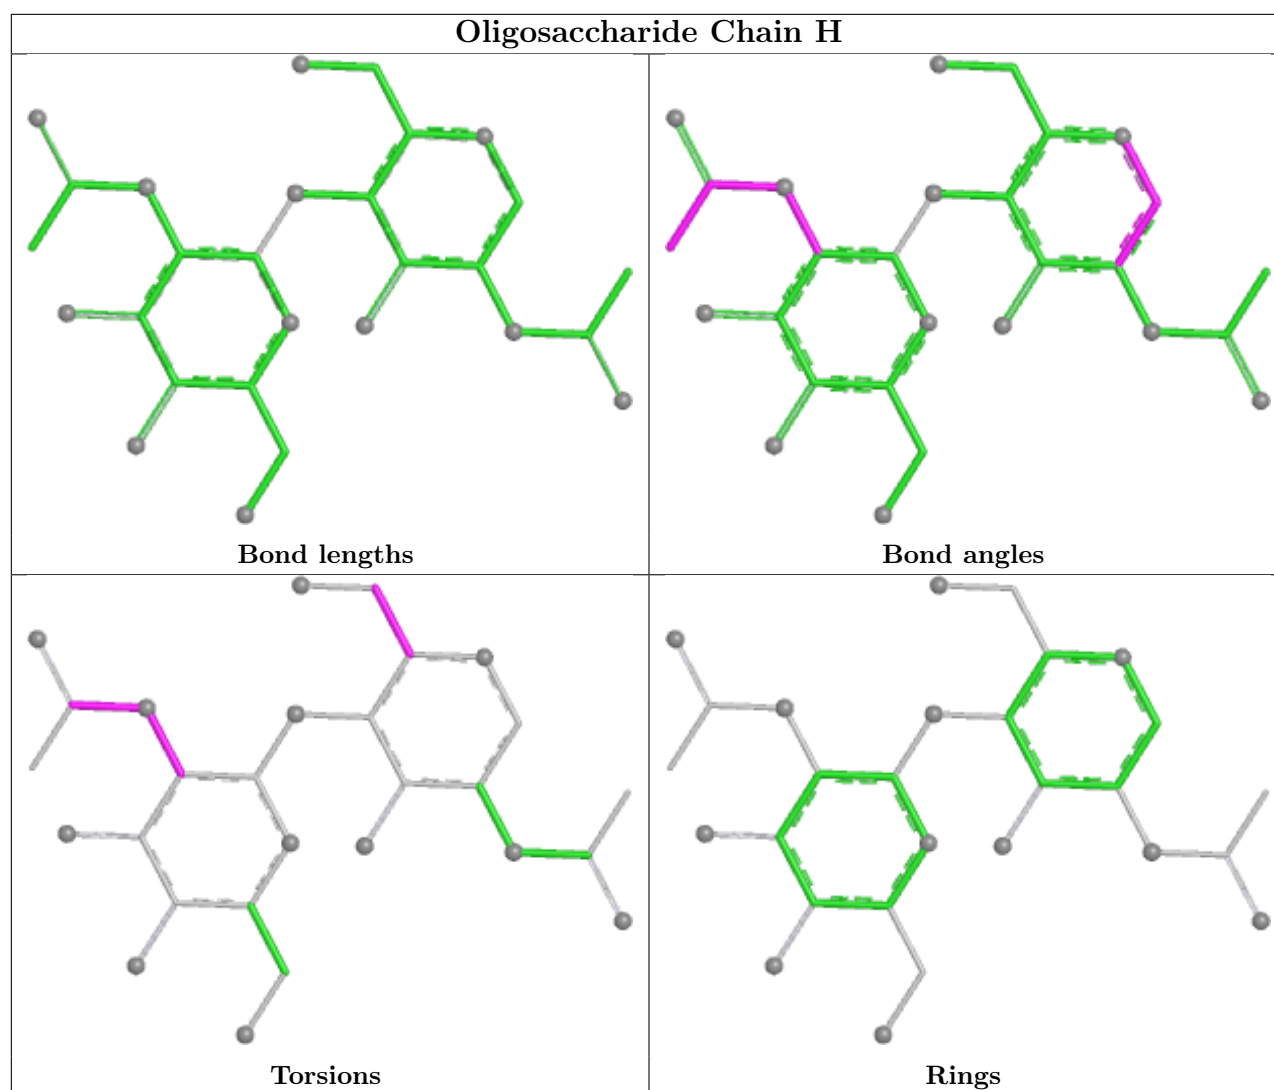 Oligosaccharide Chain H
Bond lengths
Bond angles
Torsions
Rings